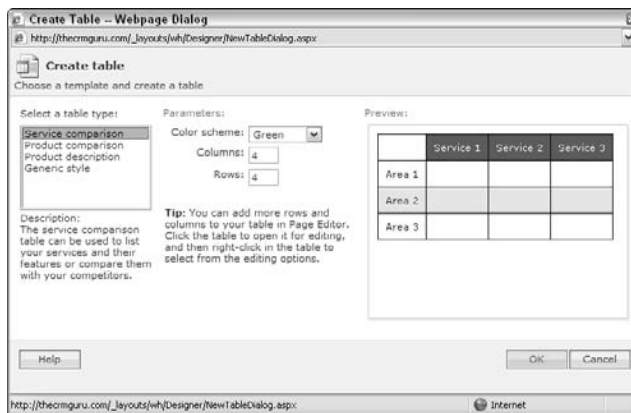 Create Table -- Webpage Dialog
http://thecrmguru.com/_layouts/wh/Designer/NewTableDialog.aspx
Create table
Choose a template and create a table
Select a table type:
Service comparison
Product comparison
Product description
Generic style
Description:
The service comparison
table can be used to list
your services and their
features or compare them
with your competitors.
Parameters:
Color scheme: Green
Columns: 4
Rows: 4
Tip: You can add more rows and
columns to your table in Page Editor.
Click the table to open it for editing,
and then right-click in the table to
select from the editing options.
Preview:
Service 1 Service 2 Service 3
Area 1
Area 2
Area 3
Help
OK
Cancel
http://thecrmguru.com/_layouts/wh/Designer/NewTableDialog.aspx
Internet